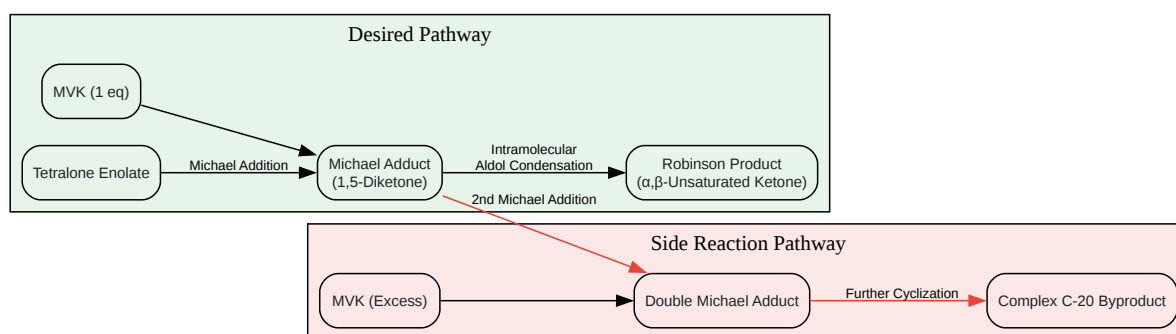 Desired Pathway
MVK (1 eq)
Tetralone Enolate
Michael Addition
Michael Adduct
(1,5-Diketone)
Intramolecular
Aldol Condensation
Robinson Product
(α,β-Unsaturated Ketone)
2nd Michael Addition
Side Reaction Pathway
MVK (Excess)
Double Michael Adduct
Further Cyclization
Complex C-20 Byproduct